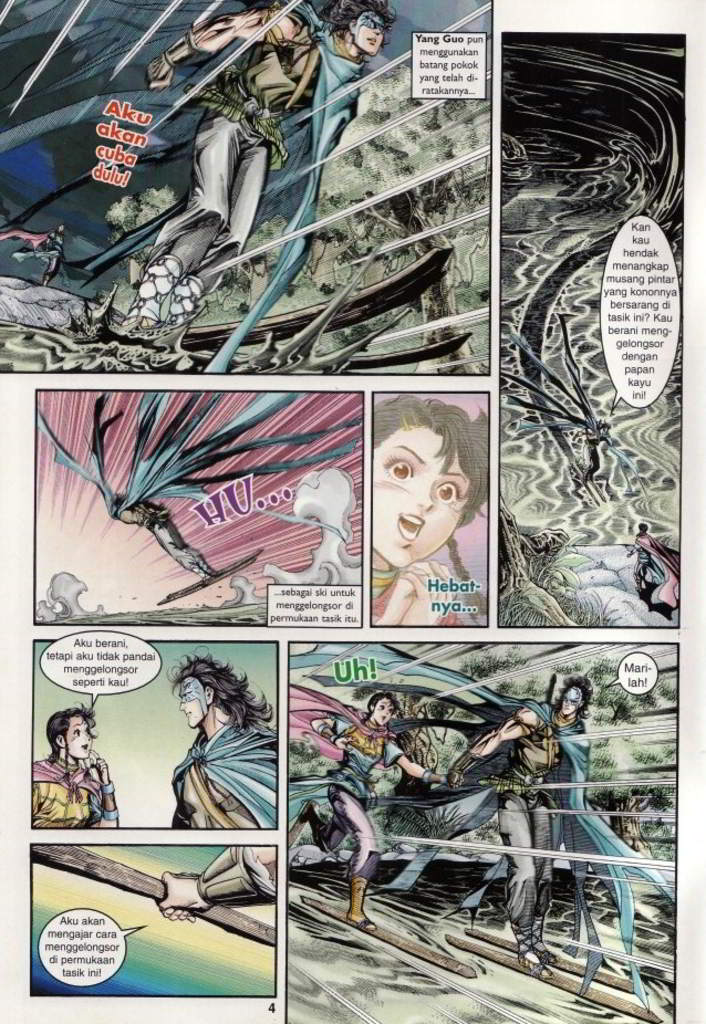 Yang Guo pun
menggunakan
batang pokok
yang telah di-
ratakannya...
Aku
akan
cuba
dulu!
Kan
kau
hendak
menangkap
musang pintar
yang kononnya
bersarang di
tasik ini? Kau
berani meng-
gelongsor
dengan
papan
kayu
ini!
HU...
...sebagai ski untuk
menggelongsor di
permukaan tasik itu.
Hebat-
nya...
Aku berani,
tetapi aku tidak pandai
menggelongsor
seperti kau!
Aku akan
mengajar cara
menggelongsor
di permukaan
tasik ini!
Uh!
Mari-
lah!
4